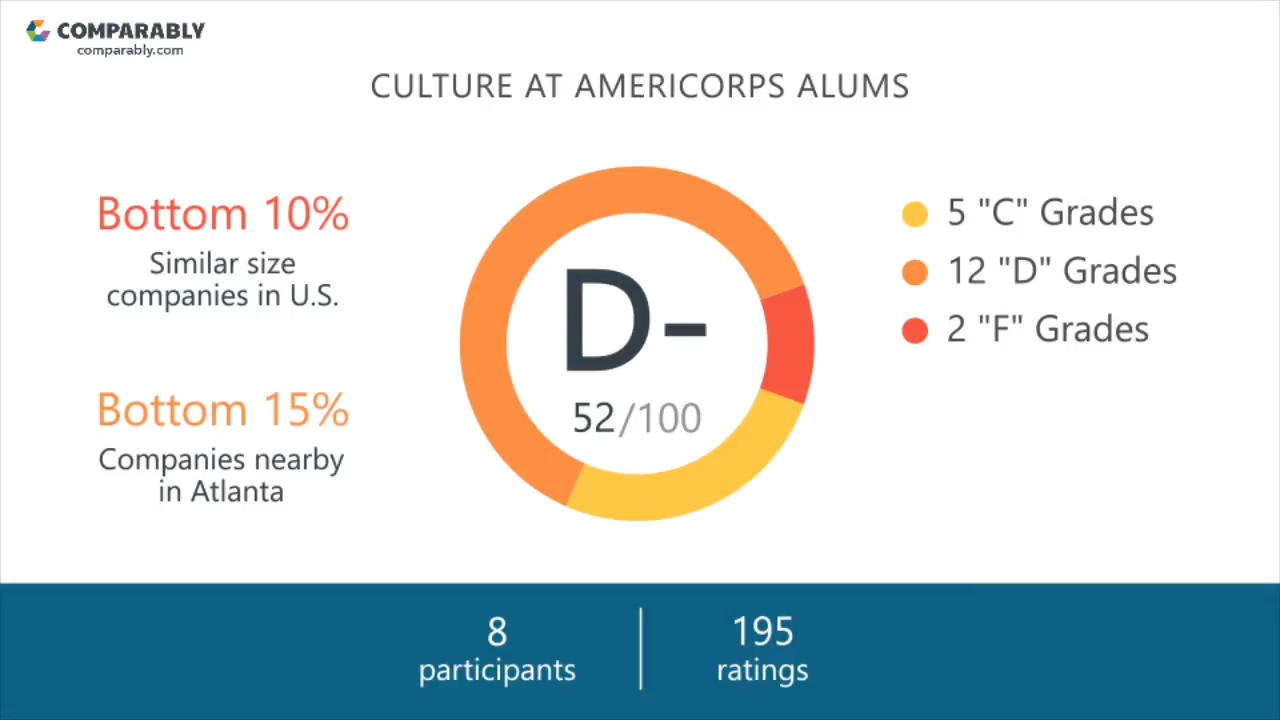 COMPARABLY
comparably.com
CULTURE AT AMERICORPS ALUMS
Bottom 10%
Similar size
companies in U.S.
Bottom 15%
Companies nearby
in Atlanta
D-
52/100
5 "C" Grades
12 "D" Grades
2 "F" Grades
8
participants
195
ratings